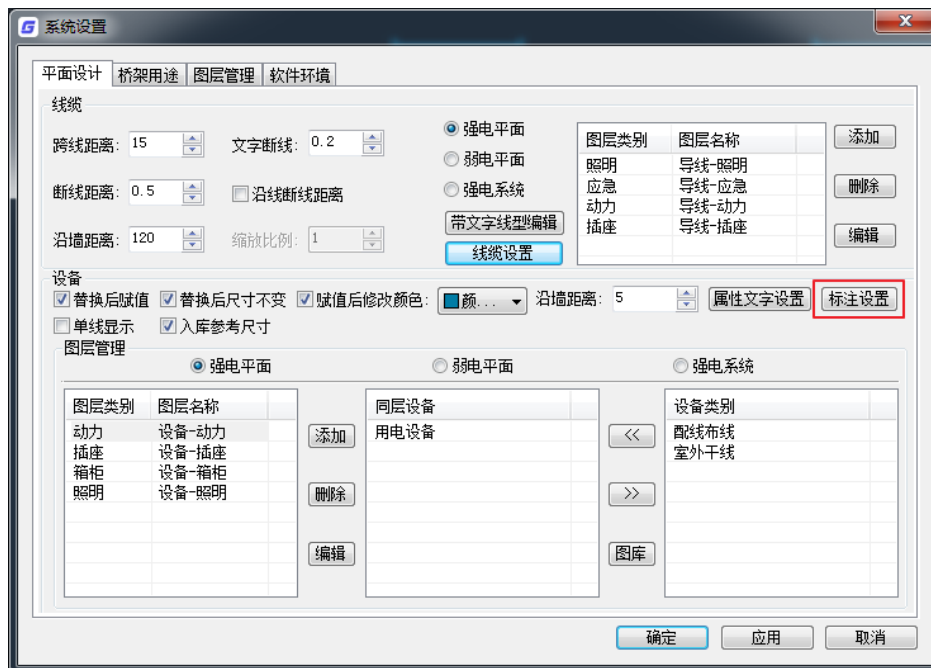 系统设置
平面设计 桥架用途 图层管理 软件环境
线缆
跨线距离: 15 文字断线: 0.2
断线距离: 0.5 沿线断线距离
沿墙距离: 120 缩放比例: 1
强电平面
弱电平面
强电系统
带文字线型编辑
线缆设置
图层类别 图层名称
照明 导线-照明
应急 导线-应急
动力 导线-动力
插座 导线-插座
添加
删除
编辑
设备
替换后赋值 替换后尺寸不变 赋值后修改颜色: 颜... 沿墙距离: 5 属性文字设置 标注设置
单线显示 入库参考尺寸
图层管理
强电平面 弱电平面 强电系统
图层类别 图层名称
动力 设备-动力
插座 设备-插座
箱柜 设备-箱柜
照明 设备-照明
添加
删除
编辑
同层设备
用电设备
<<
>>
图库
设备类别
配线布线
室外干线
确定 应用 取消